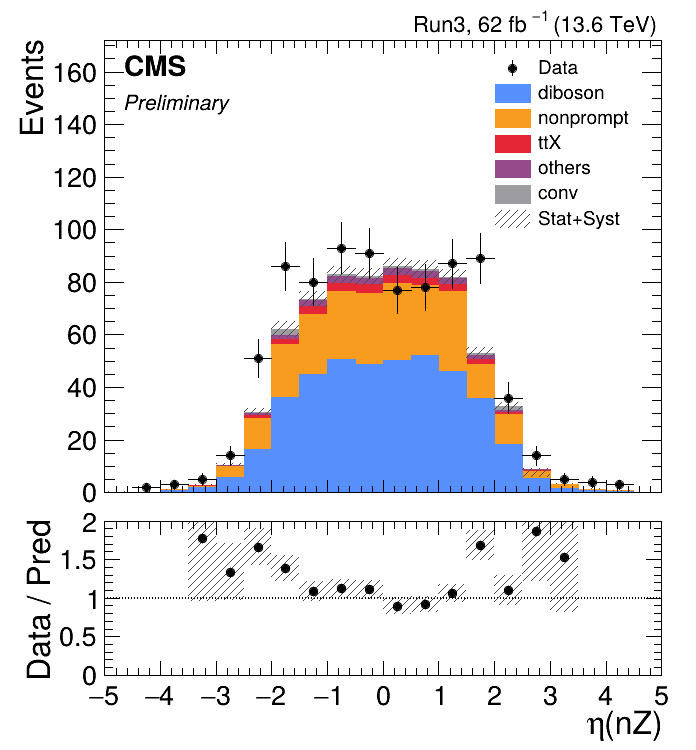 Run3, 62 fb⁻¹ (13.6 TeV)
CMS
Preliminary
Data
diboson
nonprompt
ttX
others
conv
Stat+Syst
Events
160
140
120
100
80
60
40
20
0
Data / Pred
2
1.5
1
0.5
0
−5 −4 −3 −2 −1 0 1 2 3 4 5
η(nZ)